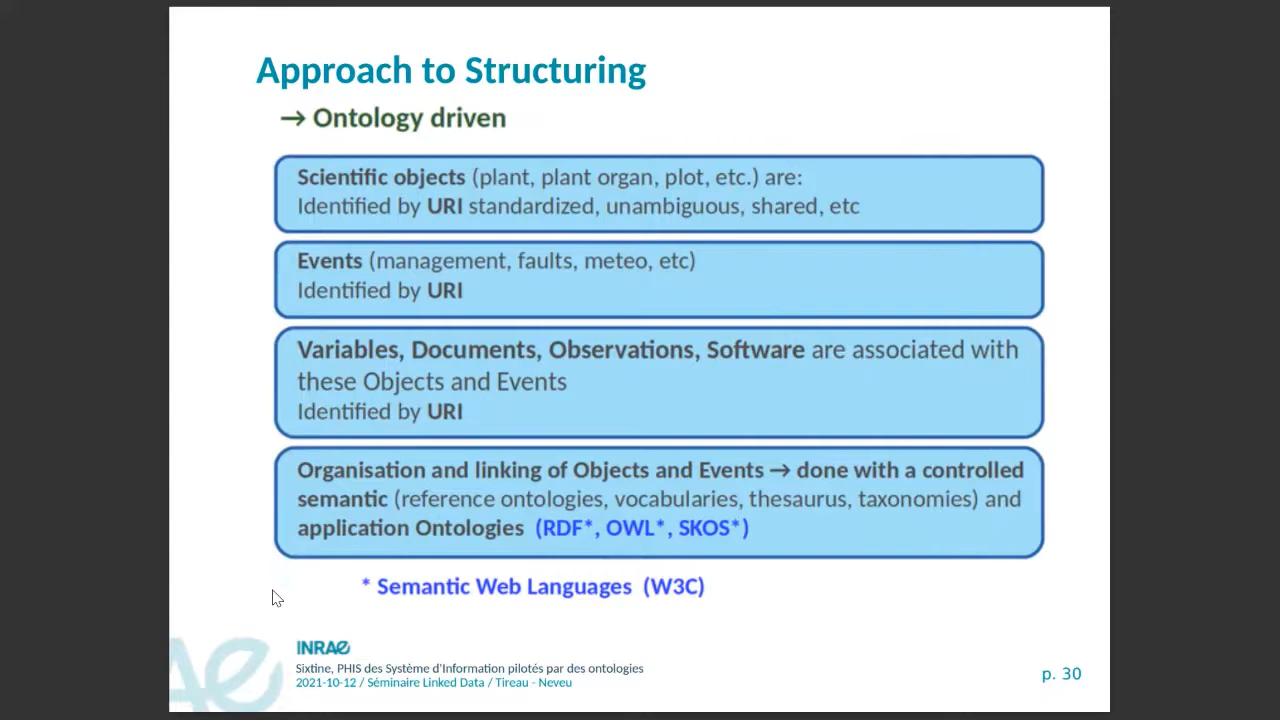 Approach to Structuring
→ Ontology driven
Scientific objects (plant, plant organ, plot, etc.) are:
Identified by URI standardized, unambiguous, shared, etc
Events (management, faults, meteo, etc)
Identified by URI
Variables, Documents, Observations, Software are associated with
these Objects and Events
Identified by URI
Organisation and linking of Objects and Events → done with a controlled
semantic (reference ontologies, vocabularies, thesaurus, taxonomies) and
application Ontologies (RDF*, OWL*, SKOS*)
* Semantic Web Languages (W3C)
INRAE
Sixtine, PHIS des Système d'Information pilotés par des ontologies
2021-10-12 / Séminaire Linked Data / Tireau - Neveu
p. 30